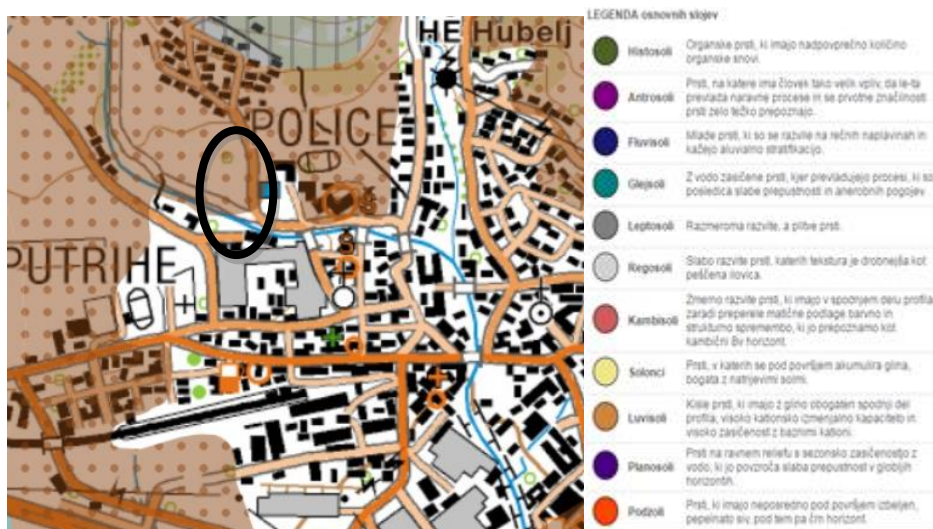 HE Hubelj
POLICE
PUTRIHE
LEGENDA osnovnih slojev
Histosoli
Organske prsti, ki imajo nadpovprečno količino
organske snovi.
Antrosoli
Prsti, na katere ima človek tako velik vpliv, da le-ta
prevlada naravne procese in se prvotne značilnosti
prsti zelo težko prepoznajo.
Fluvisoli
Mlade prsti, ki so se razvile na rečnih naplavinah in
kažejo aluvialno stratifikacijo.
Glejsoli
Z vodo zasičene prsti, kjer prevladujejo procesi, ki so
posledica slabe prepustnosti in anerobnih pogojev.
Leptosoli
Razmeroma razvite, a plitve prsti.
Regosoli
Slabo razvite prsti, katerih tekstura je drobnejša kot
peščena ilovica.
Kambisoli
Zmerno razvite prsti, ki imajo v spodnjem delu profila
zaradi preperele matične podlage barvno in
strukturno spremembo, ki jo prepoznamo kot
kambični Bv horizont.
Solonci
Prsti, v katerih se pod površjem akumulira glina,
bogata z natrijevimi solmi.
Luvisoli
Kisle prsti, ki imajo z glino obogaten spodnji del
profila, visoko kationsko izmenjalno kapaciteto in
visoko zasičenost z baznimi kationi.
Planosoli
Prsti na ravnem reliefu s sezonsko zasičenostjo z
vodo, ki jo povzroča slaba prepustnost v globljih
horizontih.
Podzoli
Prsti, ki imajo neposredno pod površjem izbeljen,
pepelnato siv, pod tem pa črn horizont.